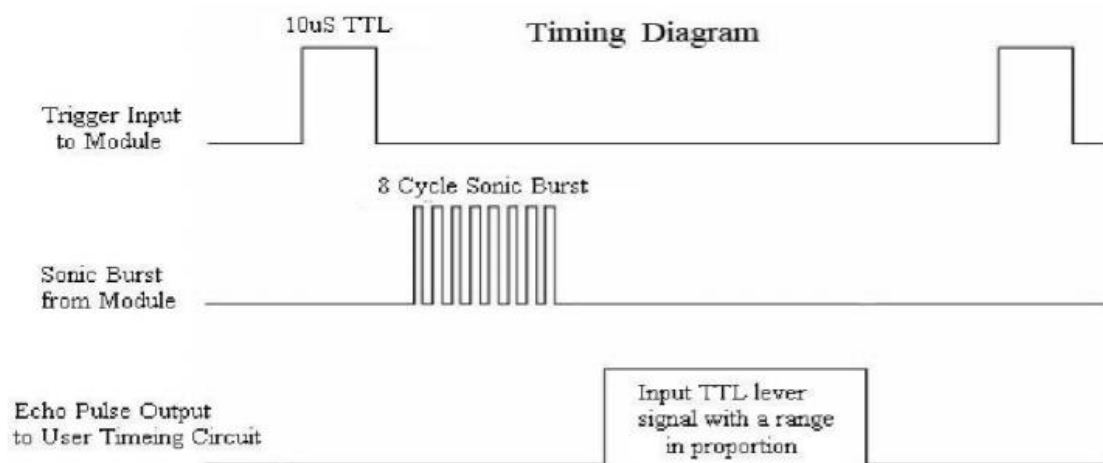 10uS TTL
Timing Diagram
Trigger Input
to Module
8 Cycle Sonic Burst
Sonic Burst
from Module
Echo Pulse Output
to User Timeing Circuit
Input TTL lever
signal with a range
in proportion